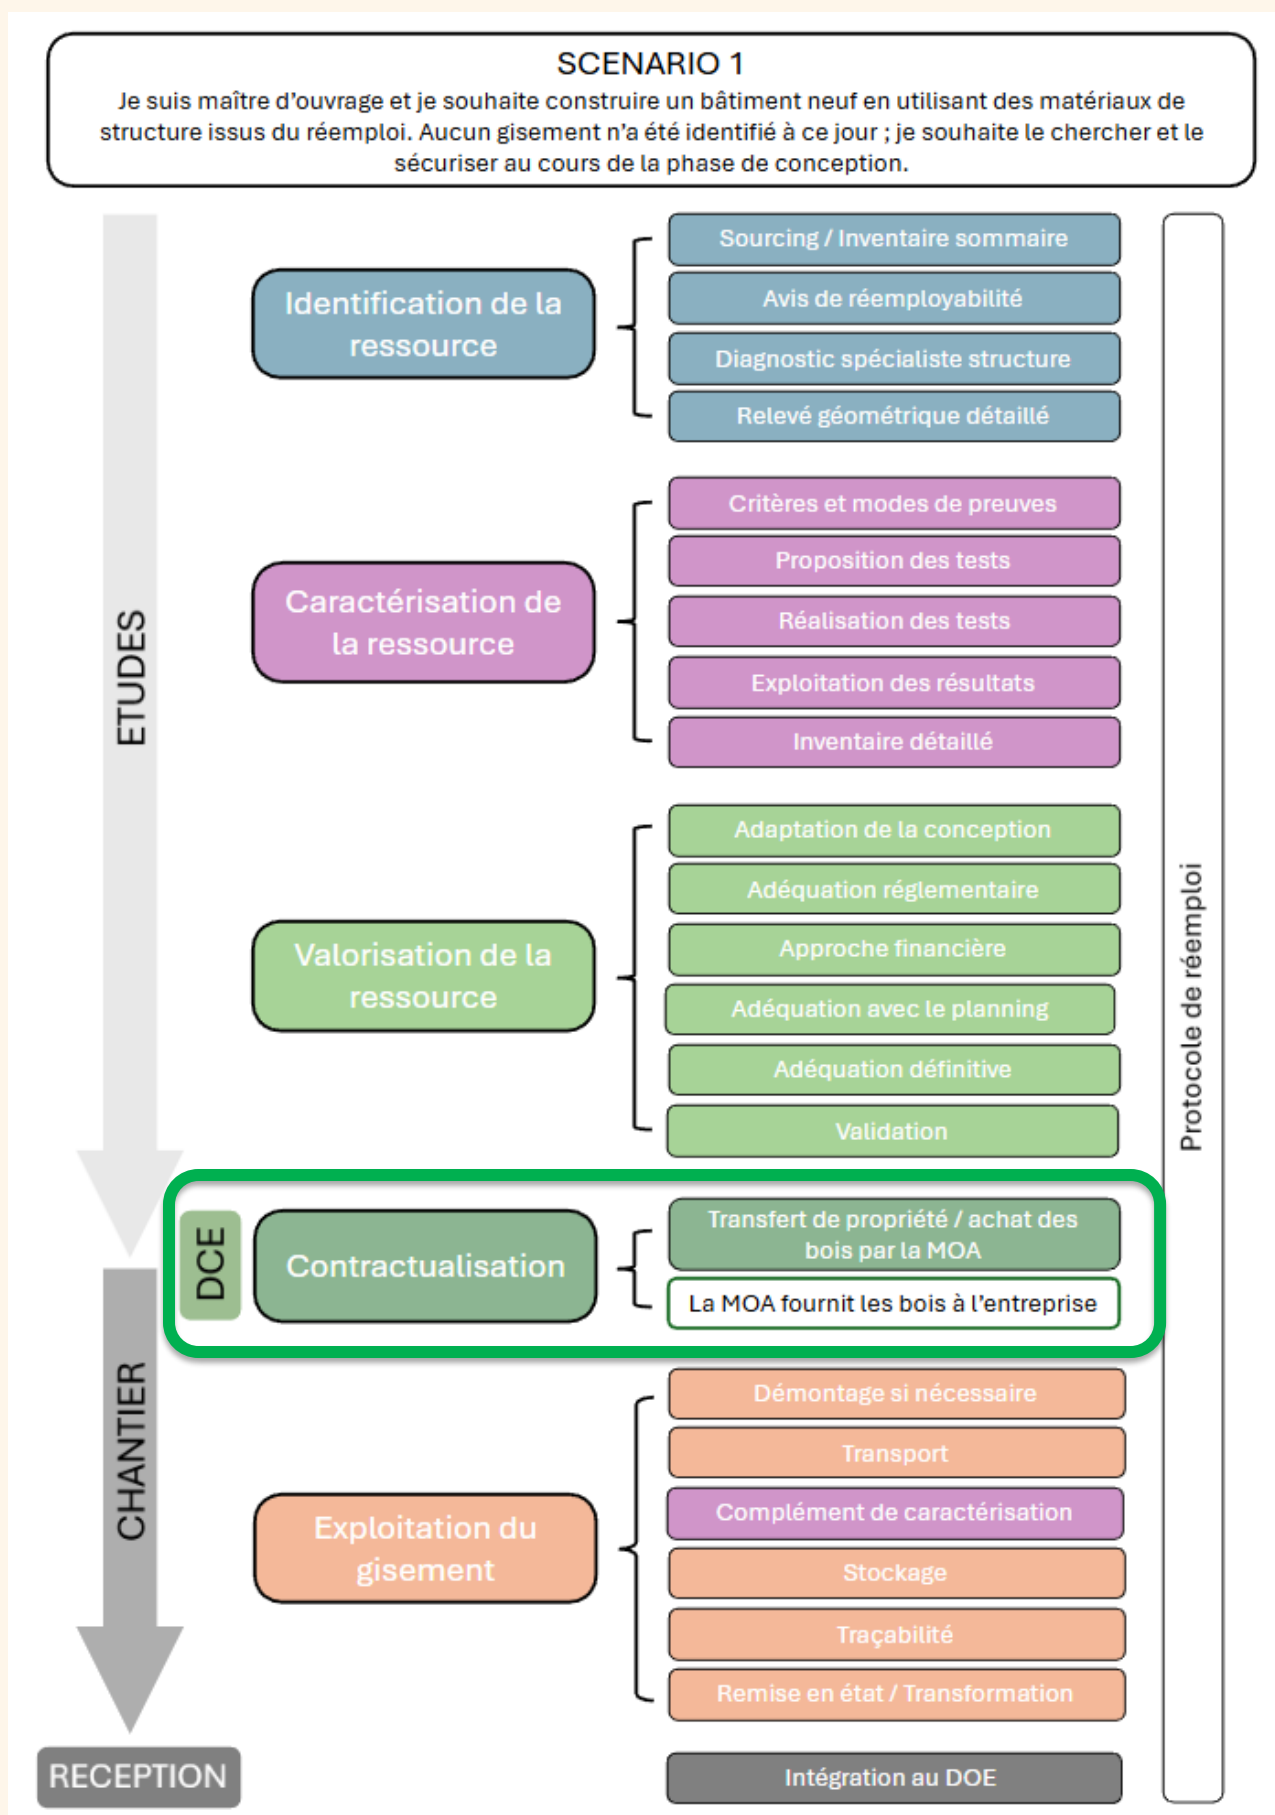 SCENARIO 1
Je suis maître d'ouvrage et je souhaite construire un bâtiment neuf en utilisant des matériaux de
structure issus du réemploi. Aucun gisement n'a été identifié à ce jour ; je souhaite le chercher et le
sécuriser au cours de la phase de conception.
ETUDES
Identification de la
ressource
Sourcing / Inventaire sommaire
Avis de réemployabilité
Diagnostic spécialiste structure
Relevé géométrique détaillé
Caractérisation de
la ressource
Critères et modes de preuves
Proposition des tests
Réalisation des tests
Exploitation des résultats
Inventaire détaillé
Valorisation de la
ressource
Adaptation de la conception
Adéquation réglementaire
Approche financière
Adéquation avec le planning
Adéquation définitive
Validation
Protocole de réemploi
DCE
Contractualisation
Transfert de propriété / achat des
bois par la MOA
La MOA fournit les bois à l'entreprise
CHANTIER
Exploitation du
gisement
Démontage si nécessaire
Transport
Complément de caractérisation
Stockage
Traçabilité
Remise en état / Transformation
RECEPTION
Intégration au DOE